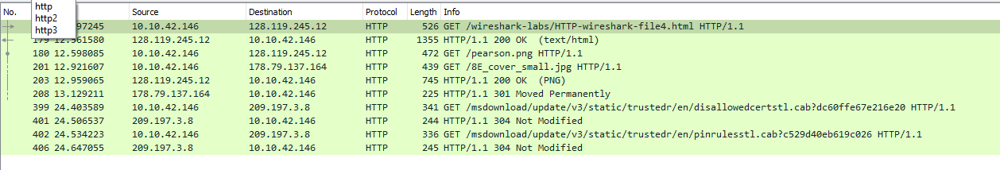 http
http2
http3
No. Source Destination Protocol Length Info
97245 10.10.42.146 128.119.245.12 HTTP 526 GET /wireshark-labs/HTTP-wireshark-file4.html HTTP/1.1
179 12.561580 128.119.245.12 10.10.42.146 HTTP 1355 HTTP/1.1 200 OK (text/html)
180 12.598085 10.10.42.146 128.119.245.12 HTTP 472 GET /pearson.png HTTP/1.1
201 12.921607 10.10.42.146 178.79.137.164 HTTP 439 GET /8E_cover_small.jpg HTTP/1.1
203 12.959065 128.119.245.12 10.10.42.146 HTTP 745 HTTP/1.1 200 OK (PNG)
208 13.129211 178.79.137.164 10.10.42.146 HTTP 225 HTTP/1.1 301 Moved Permanently
399 24.403589 10.10.42.146 209.197.3.8 HTTP 341 GET /msdownload/update/v3/static/trustedr/en/disallowedcertstl.cab?dc60ffe67e216e20 HTTP/1.1
401 24.506537 209.197.3.8 10.10.42.146 HTTP 244 HTTP/1.1 304 Not Modified
402 24.534223 10.10.42.146 209.197.3.8 HTTP 336 GET /msdownload/update/v3/static/trustedr/en/pinrulesstl.cab?c529d40eb619c026 HTTP/1.1
406 24.647055 209.197.3.8 10.10.42.146 HTTP 245 HTTP/1.1 304 Not Modified